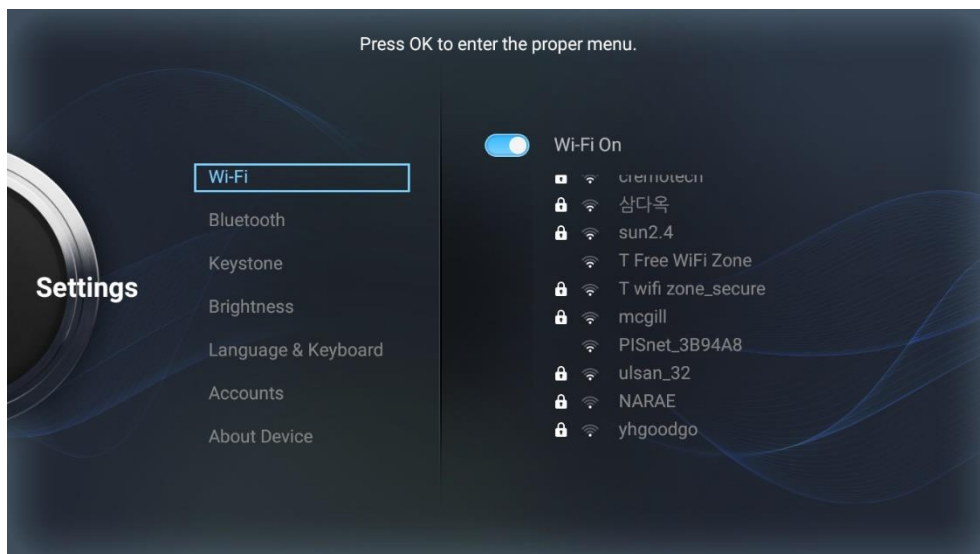 Press OK to enter the proper menu.
Settings
Wi-Fi
Bluetooth
Keystone
Brightness
Language & Keyboard
Accounts
About Device
Wi-Fi On
cremotech
삼다옥
sun2.4
T Free WiFi Zone
T wifi zone_secure
mcgill
PISnet_3B94A8
ulsan_32
NARAE
yhgoodgo